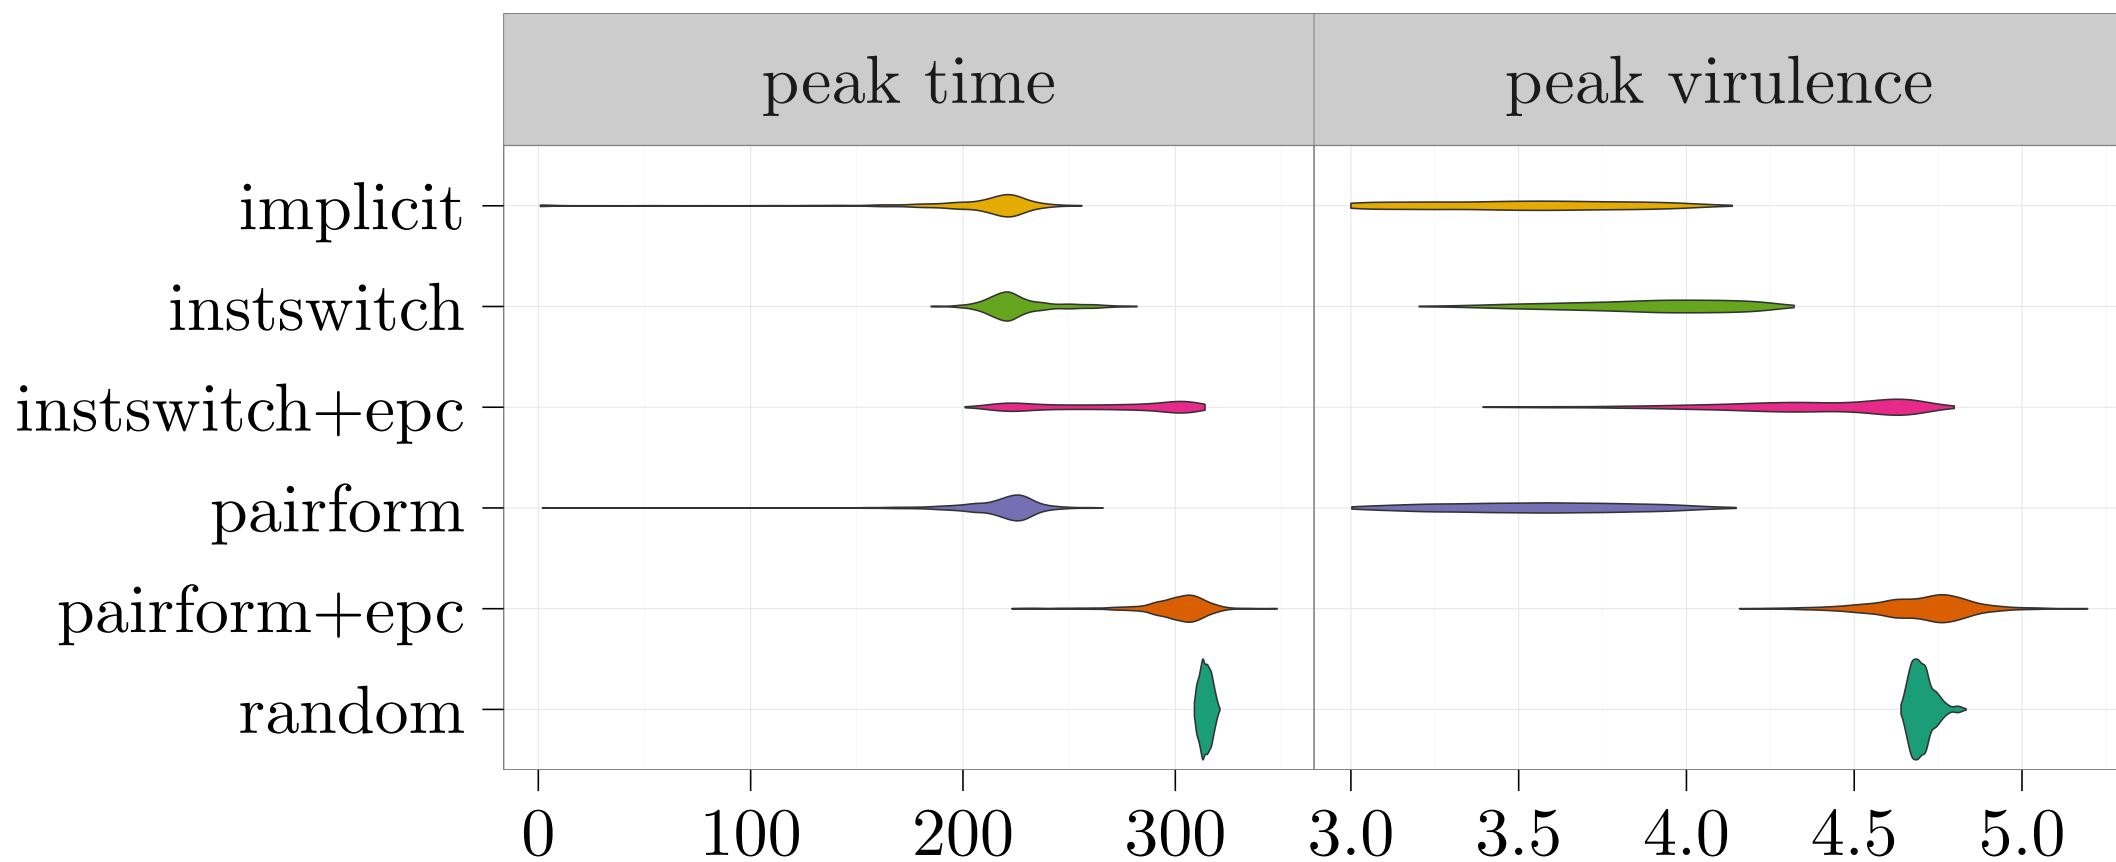 peak time peak virulence
implicit
instswitch
instswitch+epc
pairform
pairform+epc
random
0 100 200 300 3.0 3.5 4.0 4.5 5.0